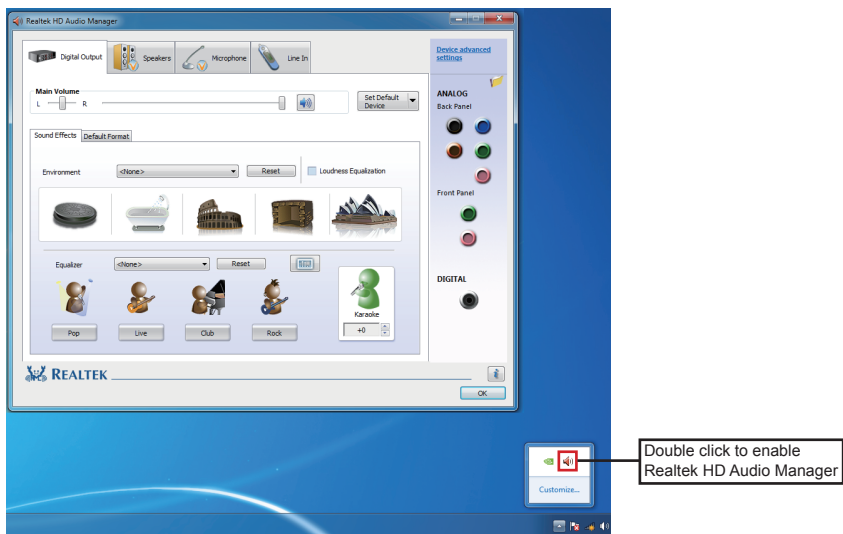 Realtek HD Audio Manager
Digital Output
Speakers
Microphone
Line In
Device advanced
settings
Main Volume
L
R
Set Default
Device
ANALOG
Back Panel
Sound Effects
Default Format
Environment
<None>
Reset
Loudness Equalization
Front Panel
Equalizer
<None>
Reset
DIGITAL
Karaoke
Pop
Live
Club
Rock
+0
REALTEK
OK
Double click to enable
Realtek HD Audio Manager
Customize...